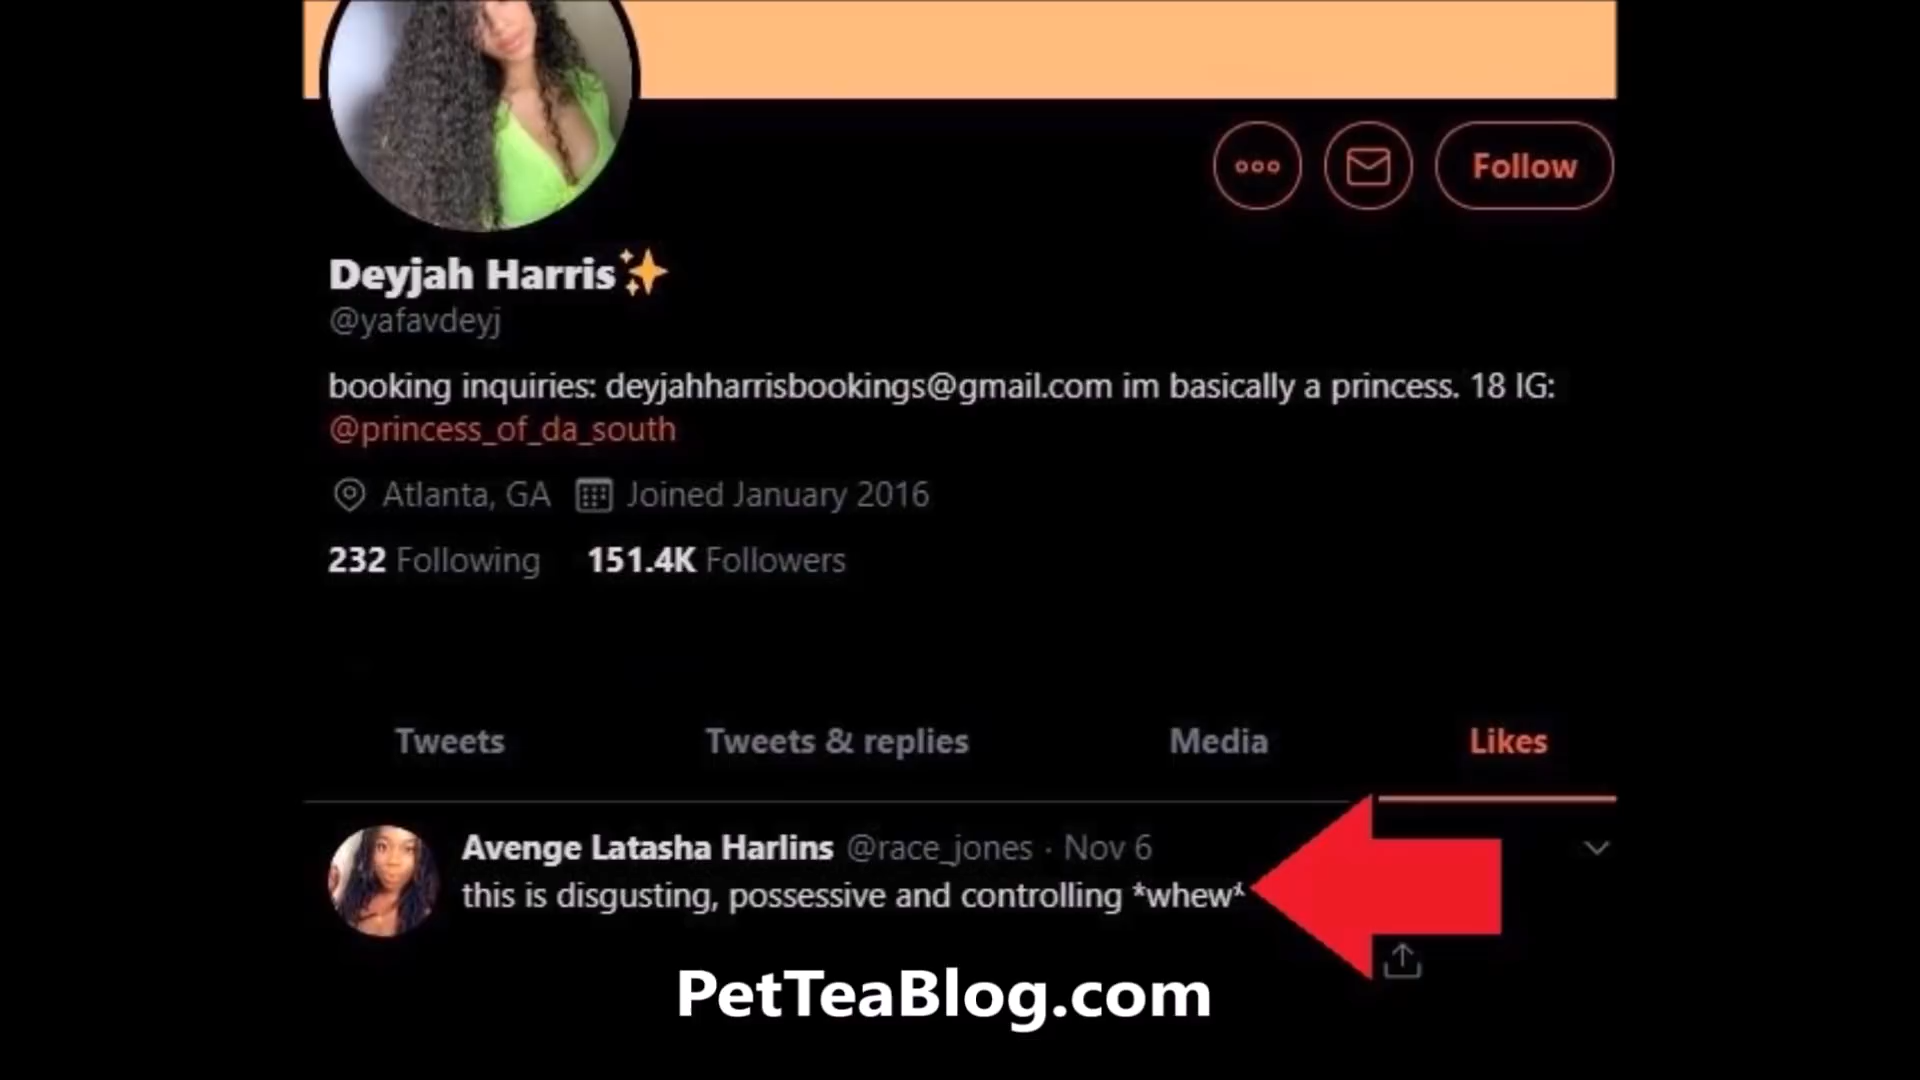 Follow
Deyjah Harris✨
@yafavdeyj
booking inquiries: deyjahharrisbookings@gmail.com im basically a princess. 18 IG:
@princess_of_da_south
Atlanta, GA Joined January 2016
232 Following 151.4K Followers
Tweets Tweets & replies Media Likes
Avenge Latasha Harlins @race_jones · Nov 6
this is disgusting, possessive and controlling *whew*
PetTeaBlog.com